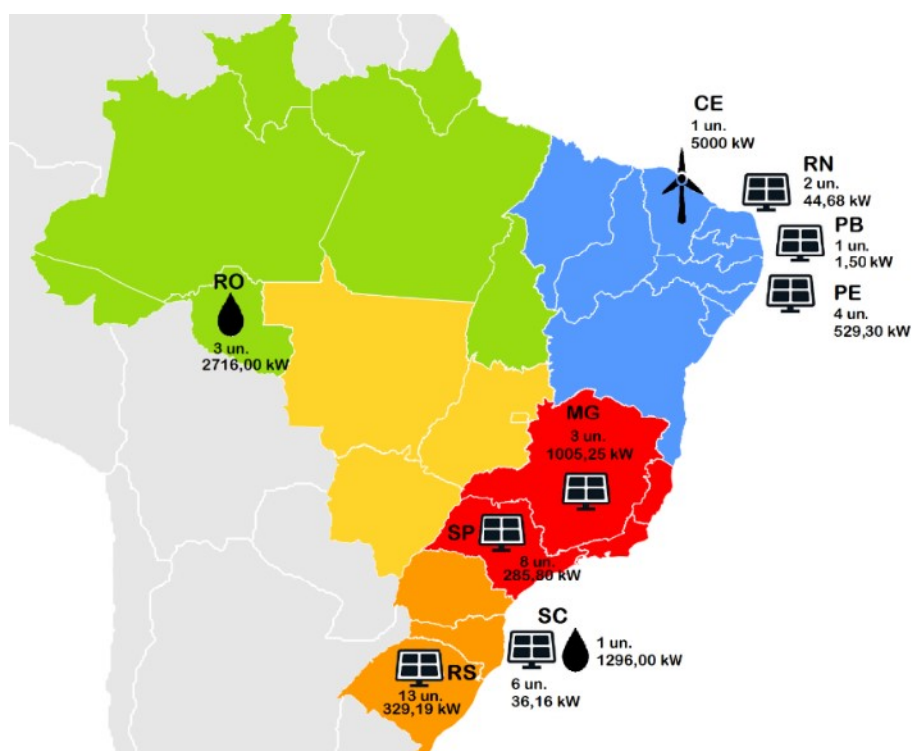 CE
1 un.
5000 kW
RN
2 un.
44,68 kW
PB
1 un.
1,50 kW
PE
4 un.
529,30 kW
RO
3 un.
2716,00 kW
MG
3 un.
1005,25 kW
SP
8 un.
285,80 kW
SC
1 un.
1296,00 kW
6 un.
36,16 kW
RS
13 un.
329,19 kW